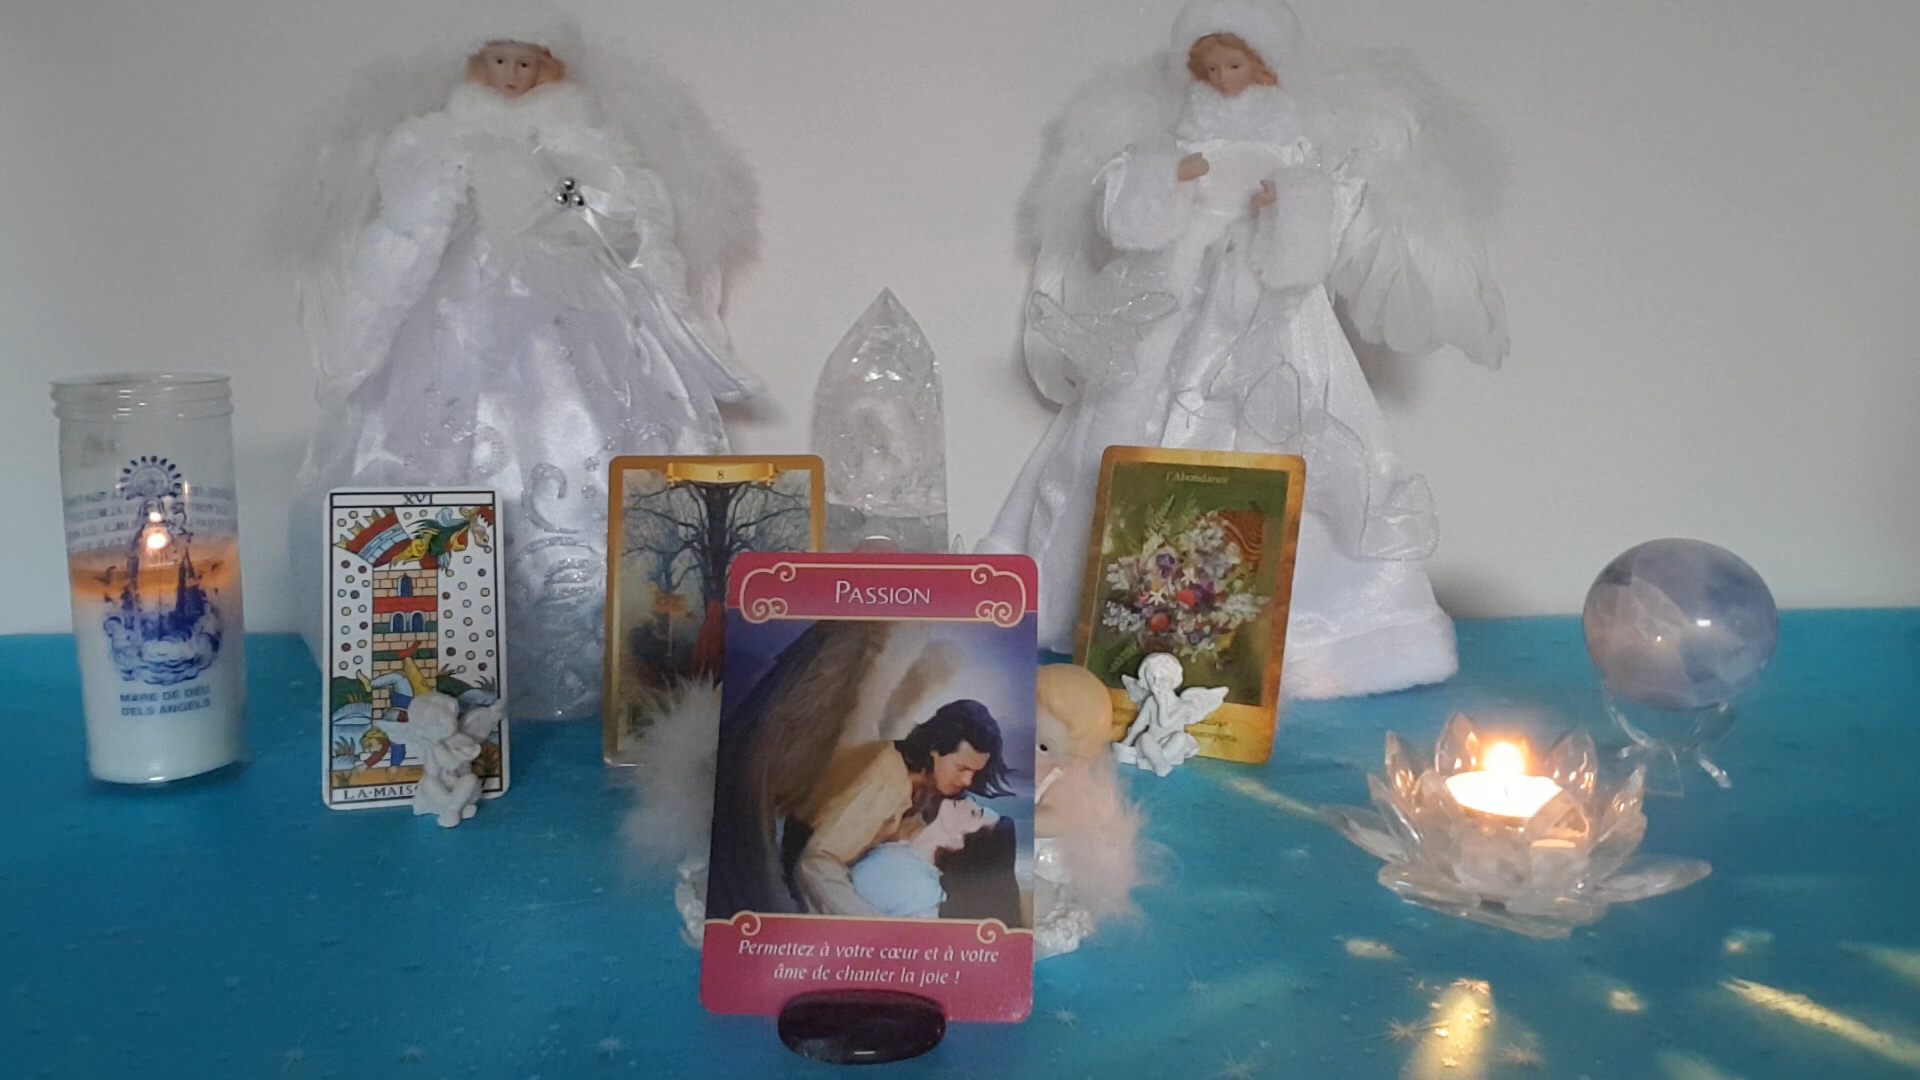 MARE DE DEU
DELS ANGELS
XVI
LA·MAIS
8
PASSION
Permettez à votre cœur et à votre
âme de chanter la joie !
l'Abondance